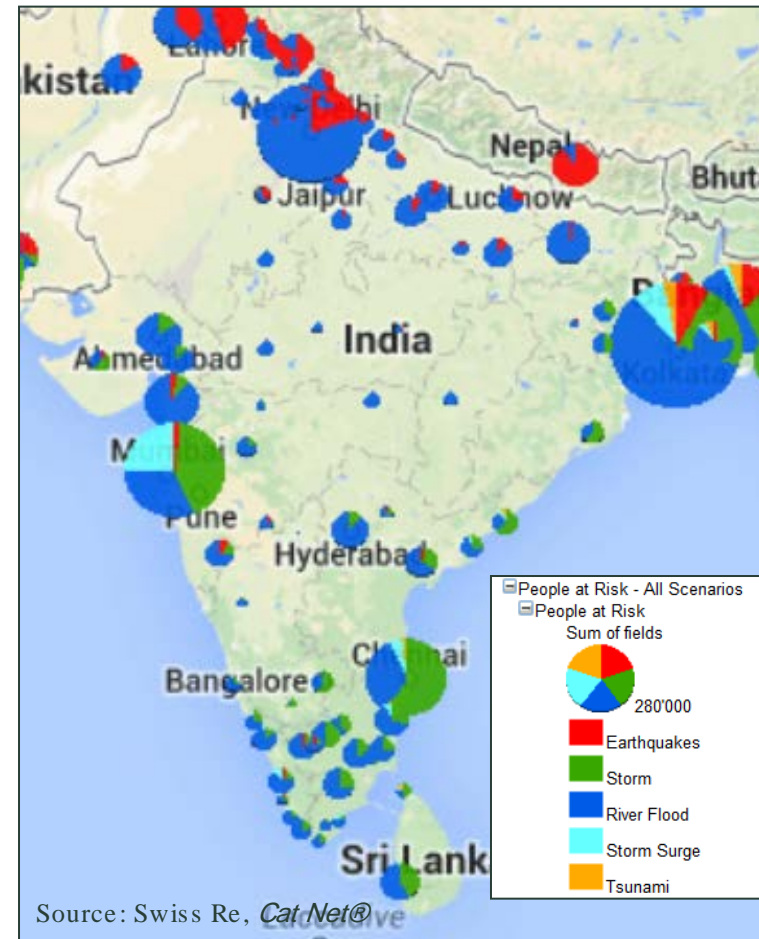 Lahor
kistan
New Delhi
Nepal
Bhut
Jaipur
Lucknow
India
Ahmedabad
Kolkata
Mumbai
Pune
Hyderabad
People at Risk - All Scenarios
People at Risk
Sum of fields
280'000
Earthquakes
Storm
River Flood
Storm Surge
Tsunami
Chennai
Bangalore
Sri Lank
Source: Swiss Re, Cat Net®
Laccadive